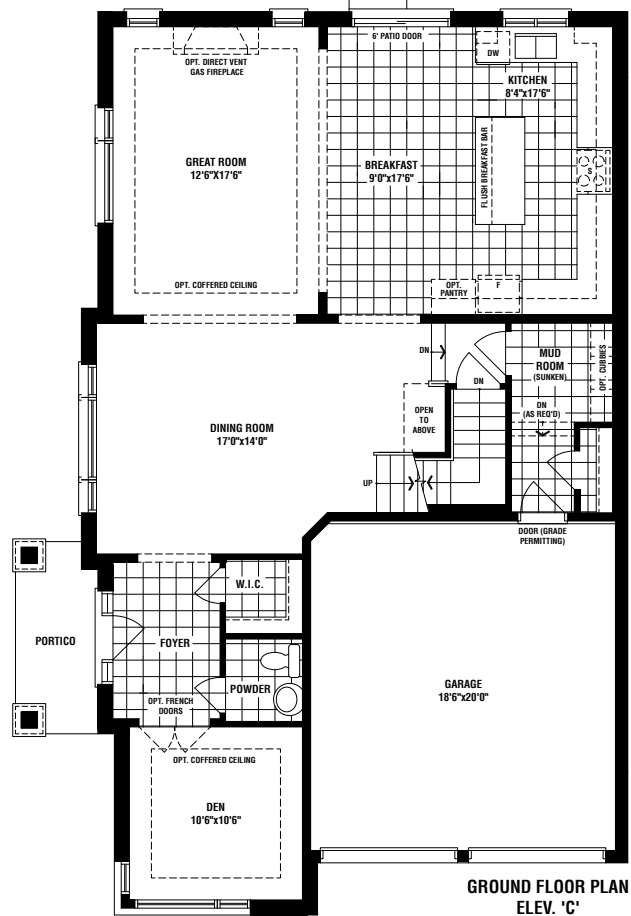 6' PATIO DOOR
DW
OPT. DIRECT VENT
GAS FIREPLACE
KITCHEN
8'4"x17'6"
GREAT ROOM
12'6"X17'6"
BREAKFAST
9'0"x17'6"
FLUSH BREAKFAST BAR
S
OPT. COFFERED CEILING
OPT.
PANTRY
F
DN
MUD
ROOM
(SUNKEN)
OPT. CUBBIES
DN
DN
(AS REQ'D)
OPEN
TO
ABOVE
DINING ROOM
17'0"x14'0"
UP
DOOR (GRADE
PERMITTING)
W.I.C.
PORTICO
FOYER
POWDER
OPT. FRENCH
DOORS
GARAGE
18'6"x20'0"
OPT. COFFERED CEILING
DEN
10'6"x10'6"
GROUND FLOOR PLAN
ELEV. 'C'